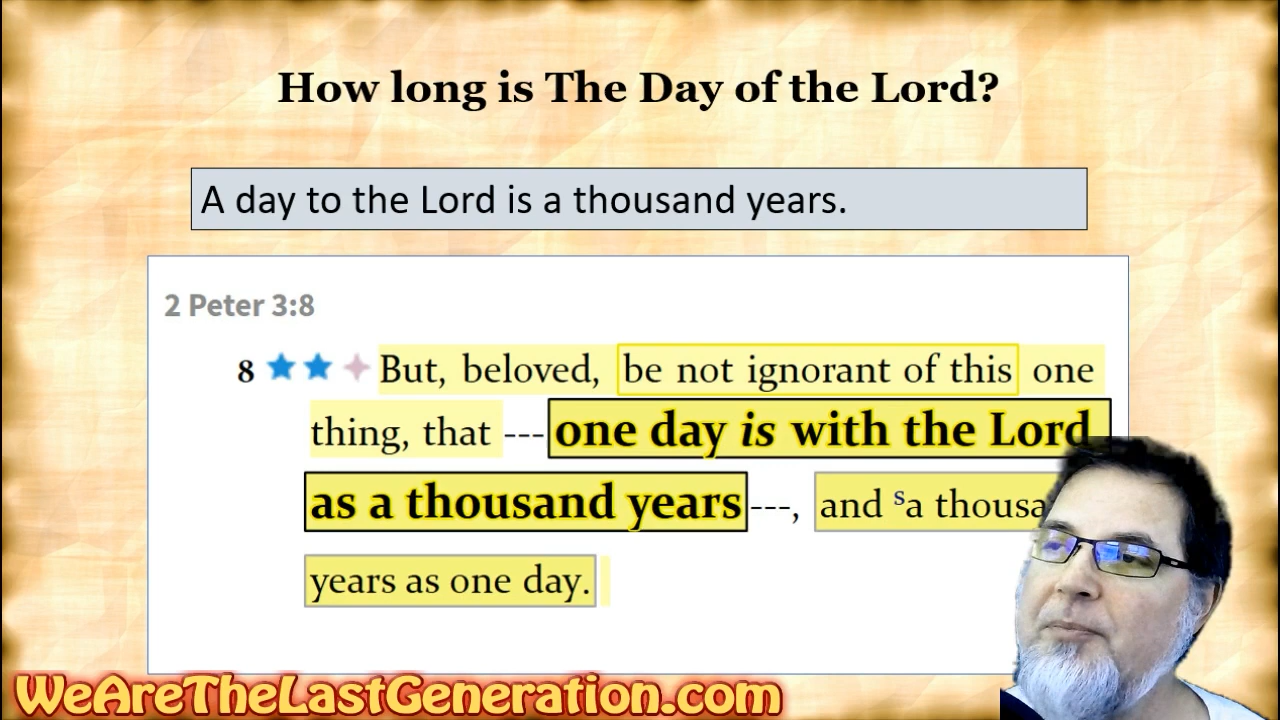 How long is The Day of the Lord?
A day to the Lord is a thousand years.
2 Peter 3:8
8 But, beloved, be not ignorant of this one
thing, that ---one day is with the Lord
as a thousand years---, and s a
years as one day.
WeAreTheLastGeneration.com